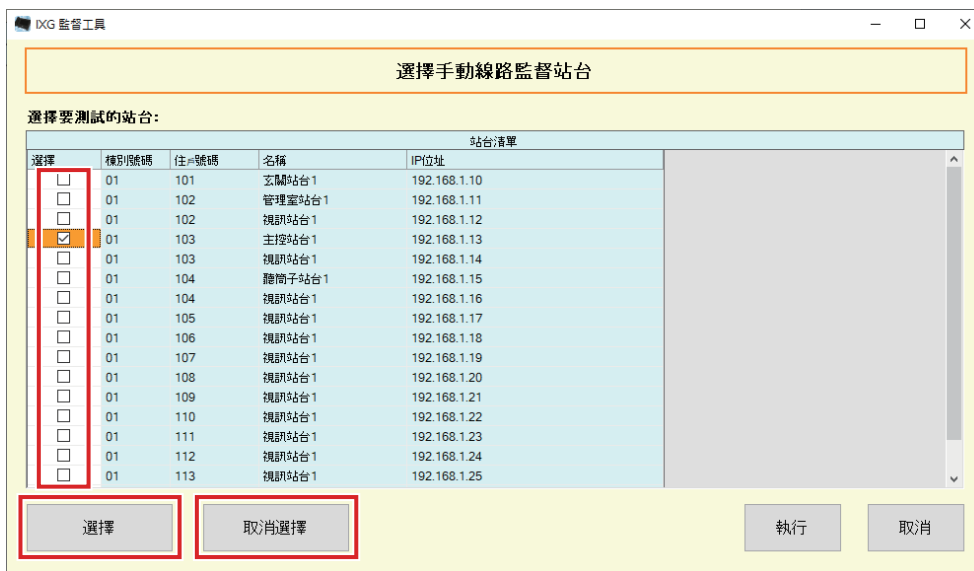 IXG 監督工具
選擇手動線路監督站台
選擇要測試的站台:
站台清單
選擇 棟別號碼 住戶號碼 名稱 IP位址
01 101 玄關站台1 192.168.1.10
01 102 管理室站台1 192.168.1.11
01 102 視訊站台1 192.168.1.12
01 103 主控站台1 192.168.1.13
01 103 視訊站台1 192.168.1.14
01 104 聽筒子站台1 192.168.1.15
01 104 視訊站台1 192.168.1.16
01 105 視訊站台1 192.168.1.17
01 106 視訊站台1 192.168.1.18
01 107 視訊站台1 192.168.1.19
01 108 視訊站台1 192.168.1.20
01 109 視訊站台1 192.168.1.21
01 110 視訊站台1 192.168.1.22
01 111 視訊站台1 192.168.1.23
01 112 視訊站台1 192.168.1.24
01 113 視訊站台1 192.168.1.25
選擇 取消選擇 執行 取消